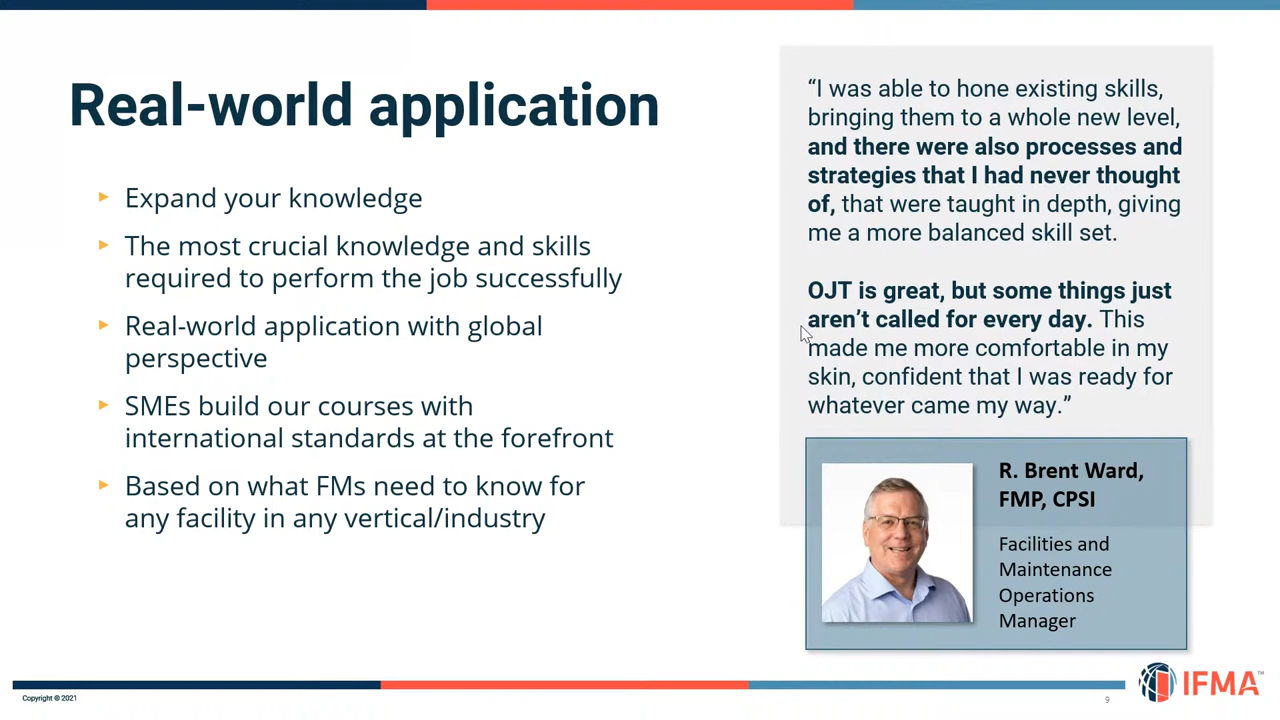 Real-world application
Expand your knowledge
The most crucial knowledge and skills
required to perform the job successfully
Real-world application with global
perspective
SMEs build our courses with
international standards at the forefront
Based on what FMs need to know for
any facility in any vertical/industry
“I was able to hone existing skills,
bringing them to a whole new level,
and there were also processes and
strategies that I had never thought
of, that were taught in depth, giving
me a more balanced skill set.
OJT is great, but some things just
aren’t called for every day. This
made me more comfortable in my
skin, confident that I was ready for
whatever came my way.”
R. Brent Ward,
FMP, CPSI
Facilities and
Maintenance
Operations
Manager
Copyright © 2021
9
IFMA™